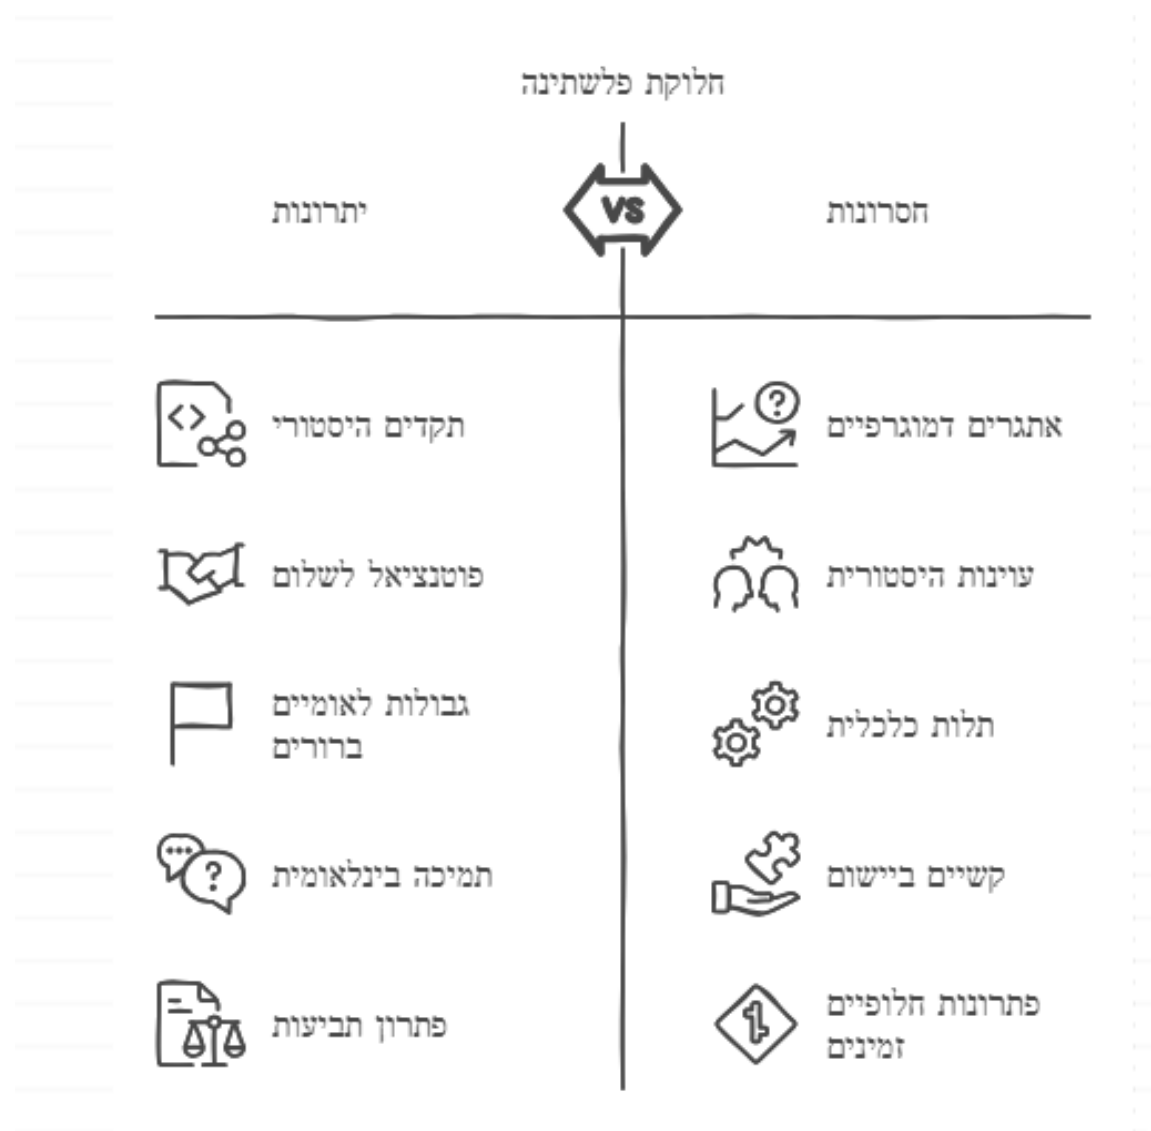 חלוקת פלשתינה
יתרונות
VS
חסרונות
תקדים היסטורי
פוטנציאל לשלום
גבולות לאומיים
ברורים
תמיכה בינלאומית
פתרון תביעות
אתגרים דמוגרפיים
עוינות היסטורית
תלות כלכלית
קשיים ביישום
פתרונות חלופיים
זמינים